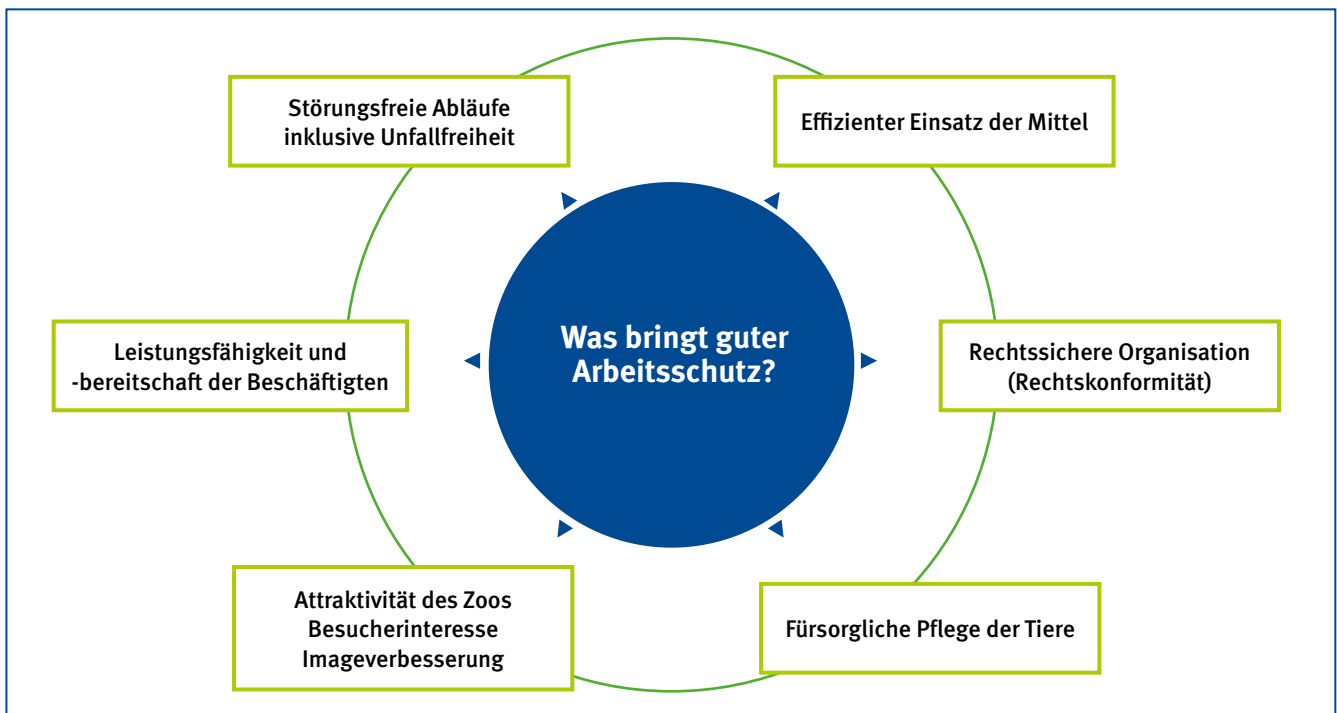 Störungsfreie Abläufe
inklusive Unfallfreiheit
Effizienter Einsatz der Mittel
Was bringt guter
Arbeitsschutz?
Leistungsfähigkeit und
-bereitschaft der Beschäftigten
Rechtssichere Organisation
(Rechtskonformität)
Attraktivität des Zoos
Besucherinteresse
Imageverbesserung
Fürsorgliche Pflege der Tiere